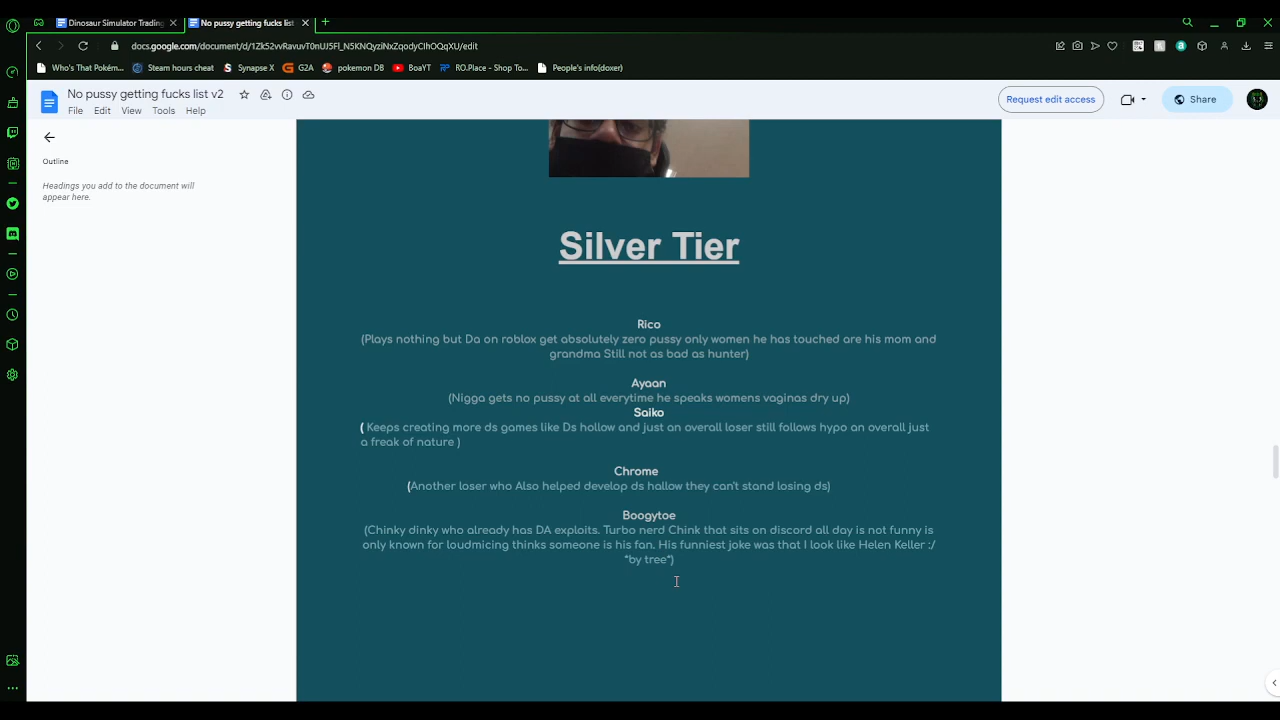 Dinosaur Simulator Trading
No pussy getting fucks list
docs.google.com/document/d/1Zk52vvRavuvT0nUJ5Fl_N5KNQyziNxZqodyCIhOQqXU/edit
Who's That Pokém...
Steam hours cheat
Synapse X
G2A
pokemon DB
BoaYT
RO.Place - Shop To...
People's info(doxer)
No pussy getting fucks list v2
File Edit View Tools Help
Request edit access
Share
Outline
Headings you add to the document will
appear here.
Silver Tier
Rico
(Plays nothing but Da on roblox get absolutely zero pussy only women he has touched are his mom and
grandma Still not as bad as hunter)
Ayaan
(Nigga gets no pussy at all everytime he speaks womens vaginas dry up)
Saiko
( Keeps creating more ds games like Ds hollow and just an overall loser still follows hypo an overall just
a freak of nature )
Chrome
(Another loser who Also helped develop ds hallow they can't stand losing ds)
Boogytoe
(Chinky dinky who already has DA exploits. Turbo nerd Chink that sits on discord all day is not funny is
only known for loudmicing thinks someone is his fan. His funniest joke was that I look like Helen Keller :/
*by tree*)